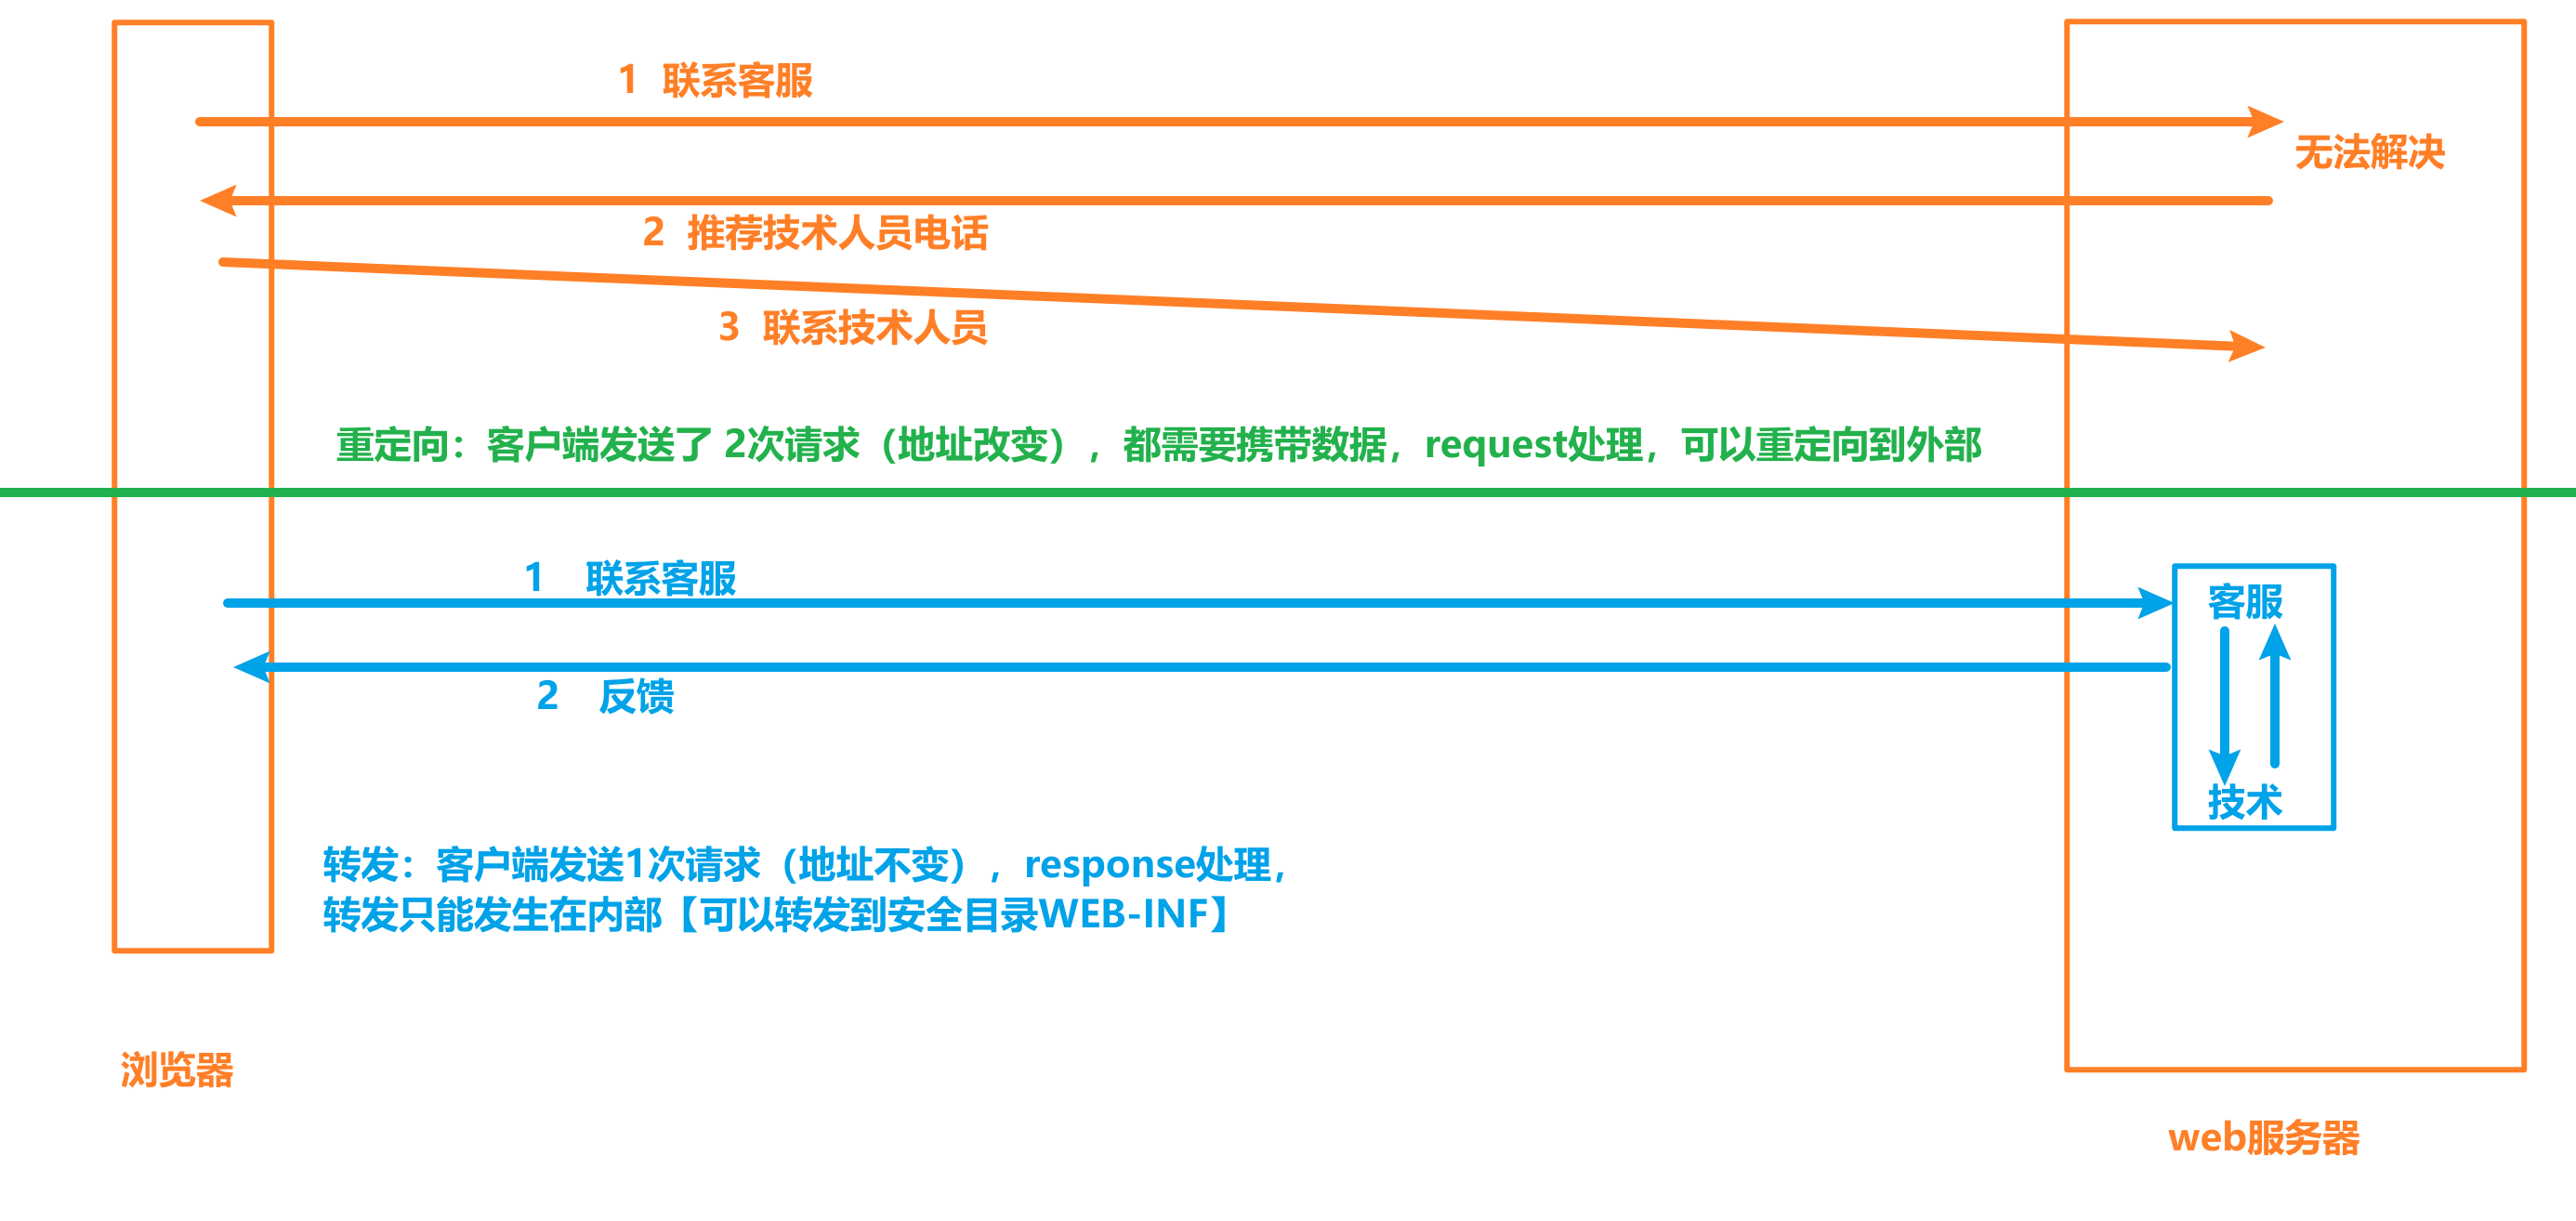 1 联系客服
无法解决
2 推荐技术人员电话
3 联系技术人员
重定向：客户端发送了 2次请求（地址改变），都需要携带数据，request处理，可以重定向到外部
1 联系客服
客服
2 反馈
技术
转发：客户端发送1次请求（地址不变），response处理，
转发只能发生在内部【可以转发到安全目录WEB-INF】
浏览器
web服务器